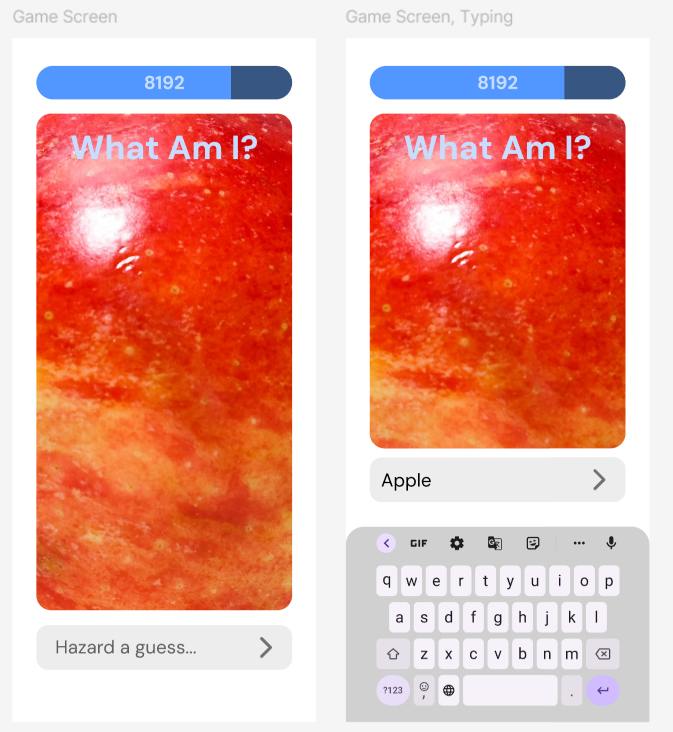 Game Screen
8192
What Am I?
Hazard a guess...
Game Screen, Typing
8192
What Am I?
Apple
GIF
q w e r t y u i o p
a s d f g h j k l
z x c v b n m
?123 , .